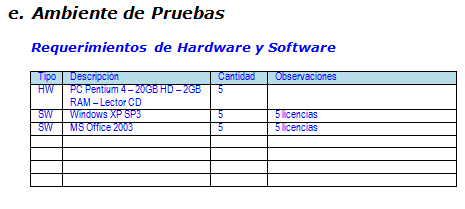 e. Ambiente de Pruebas
Requerimientos de Hardware y Software
Tipo Descripción Cantidad Observaciones
HW PC Pentium 4 – 20GB HD – 2GB 5
RAM – Lector CD
SW Windows XP SP3 5 5 licencias
SW MS Office 2003 5 5 licencias